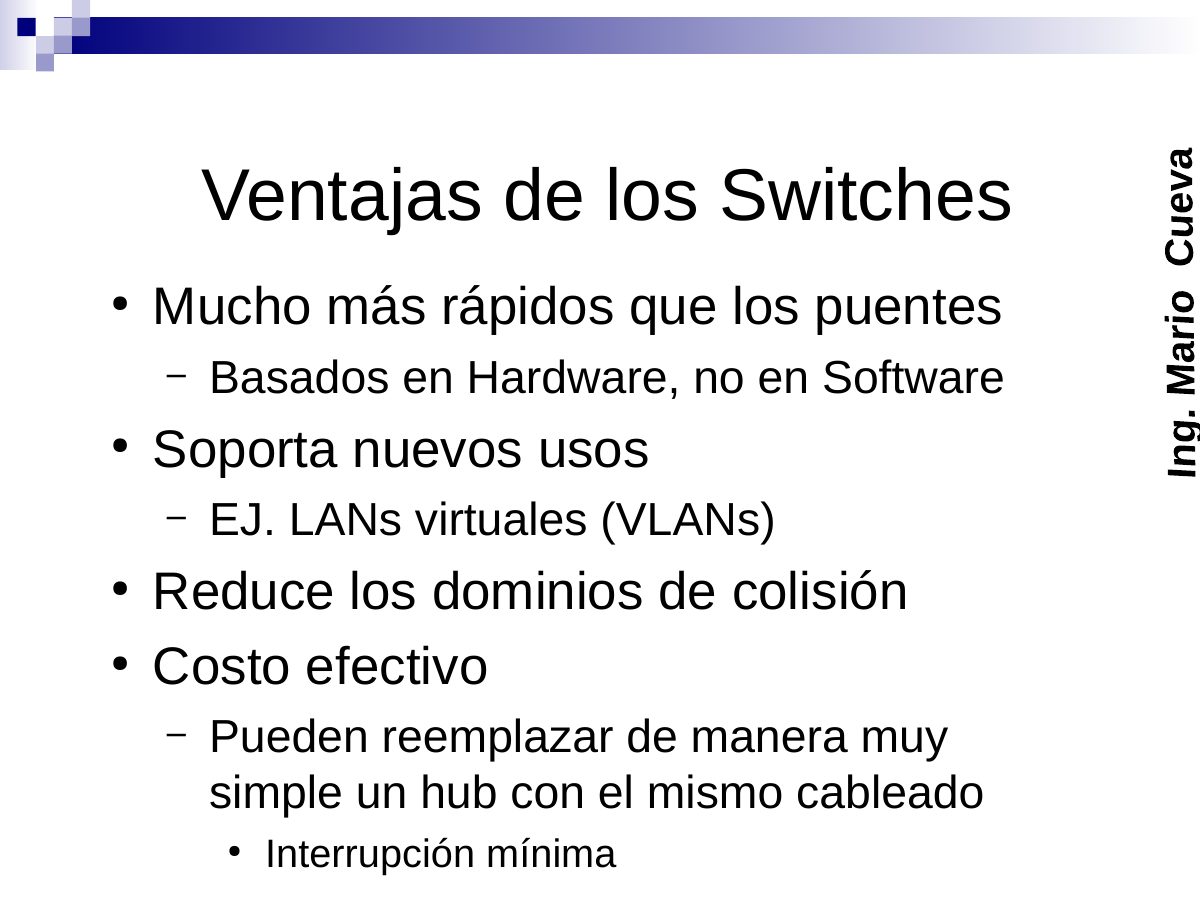 Ventajas de los Switches
• Mucho más rápidos que los puentes
– Basados en Hardware, no en Software
• Soporta nuevos usos
– EJ. LANs virtuales (VLANs)
• Reduce los dominios de colisión
• Costo efectivo
– Pueden reemplazar de manera muy
simple un hub con el mismo cableado
• Interrupción mínima
Ing. Mario Cueva